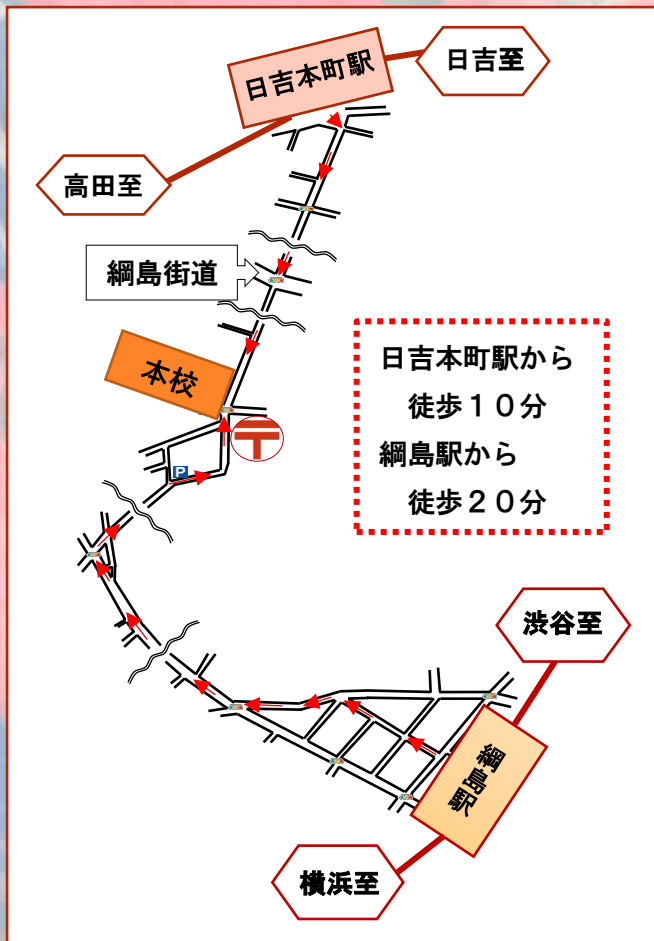 日吉本町駅
日吉至
高田至
綱島街道
本校
日吉本町駅から
徒歩１０分
綱島駅から
徒歩２０分
P
渋谷至
綱島駅
横浜至